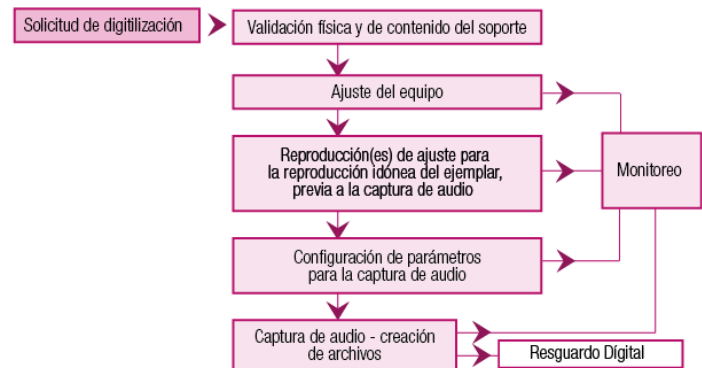 Solicitud de digitilización
Validación física y de contenido del soporte
Ajuste del equipo
Reproducción(es) de ajuste para
la reproducción idónea del ejemplar,
previa a la captura de audio
Monitoreo
Configuración de parámetros
para la captura de audio
Captura de audio - creación
de archivos
Resguardo Dígital